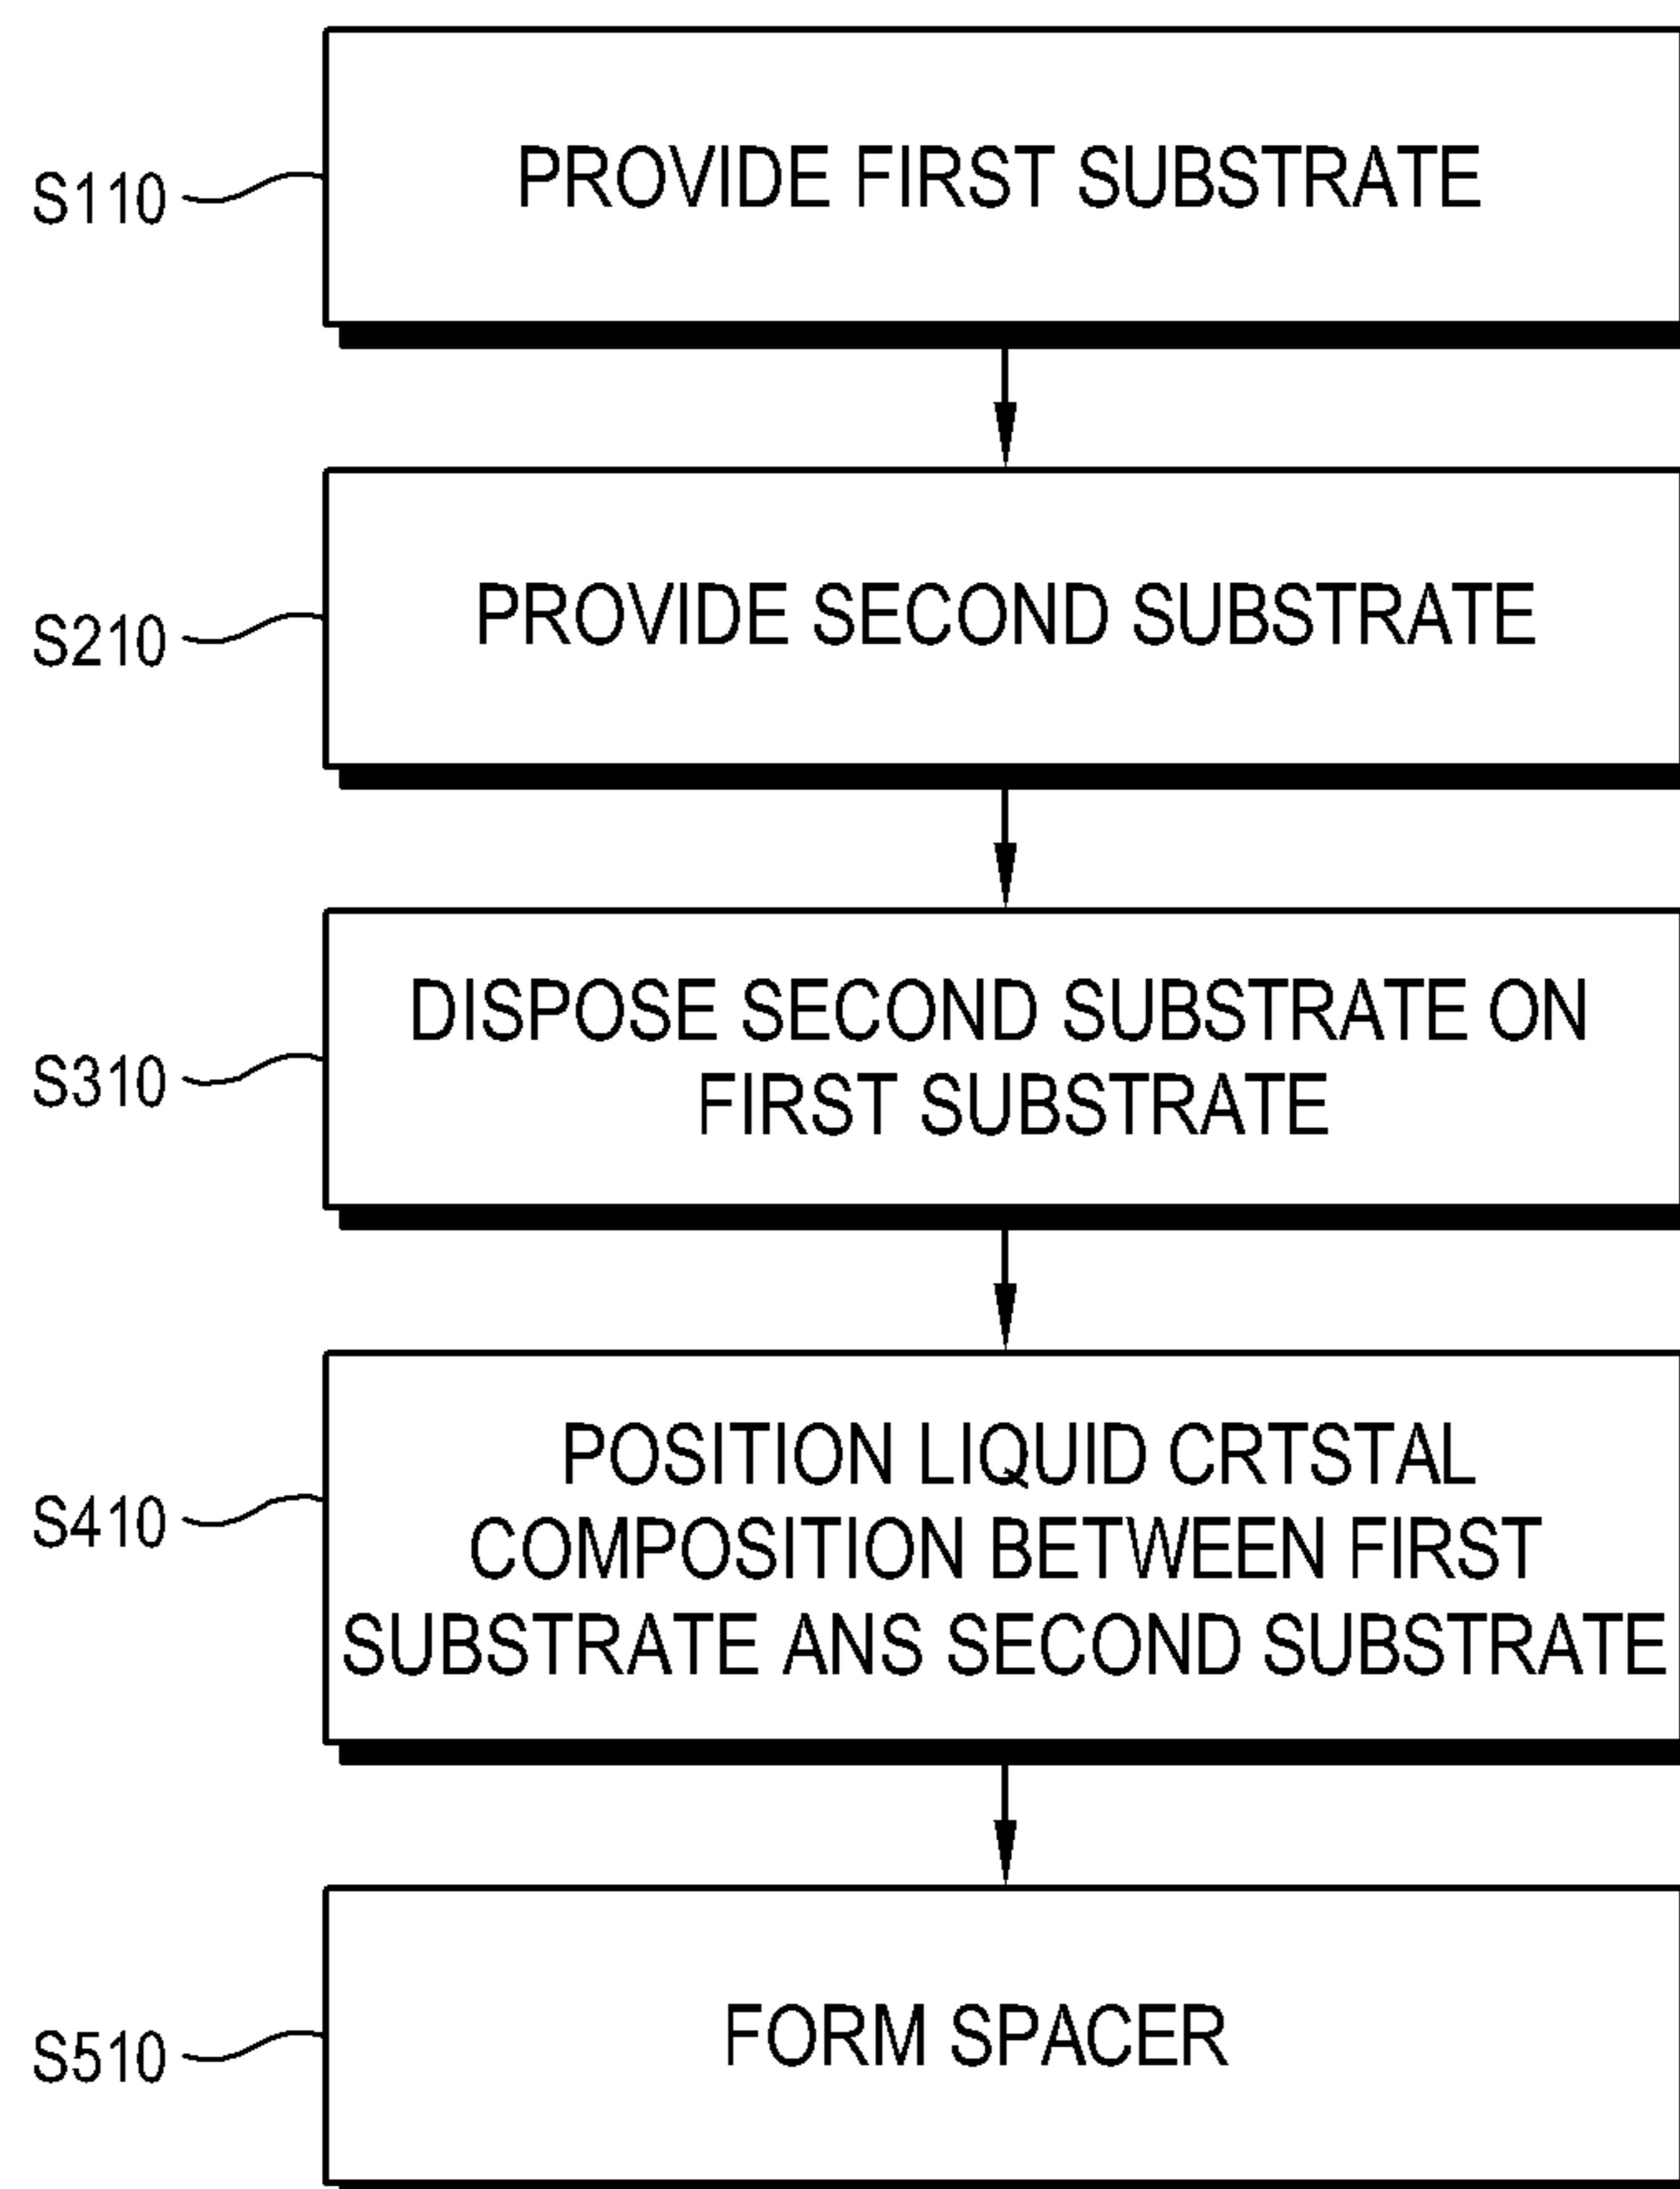 S110
PROVIDE FIRST SUBSTRATE
S210
PROVIDE SECOND SUBSTRATE
S310
DISPOSE SECOND SUBSTRATE ON
FIRST SUBSTRATE
S410
POSITION LIQUID CRTSTAL
COMPOSITION BETWEEN FIRST
SUBSTRATE ANS SECOND SUBSTRATE
S510
FORM SPACER